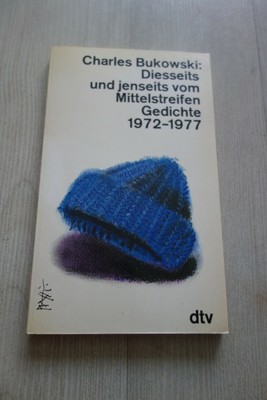 Charles Bukowski:
Diesseits
und jenseits vom
Mittelstreifen
Gedichte
1972–1977
dtv